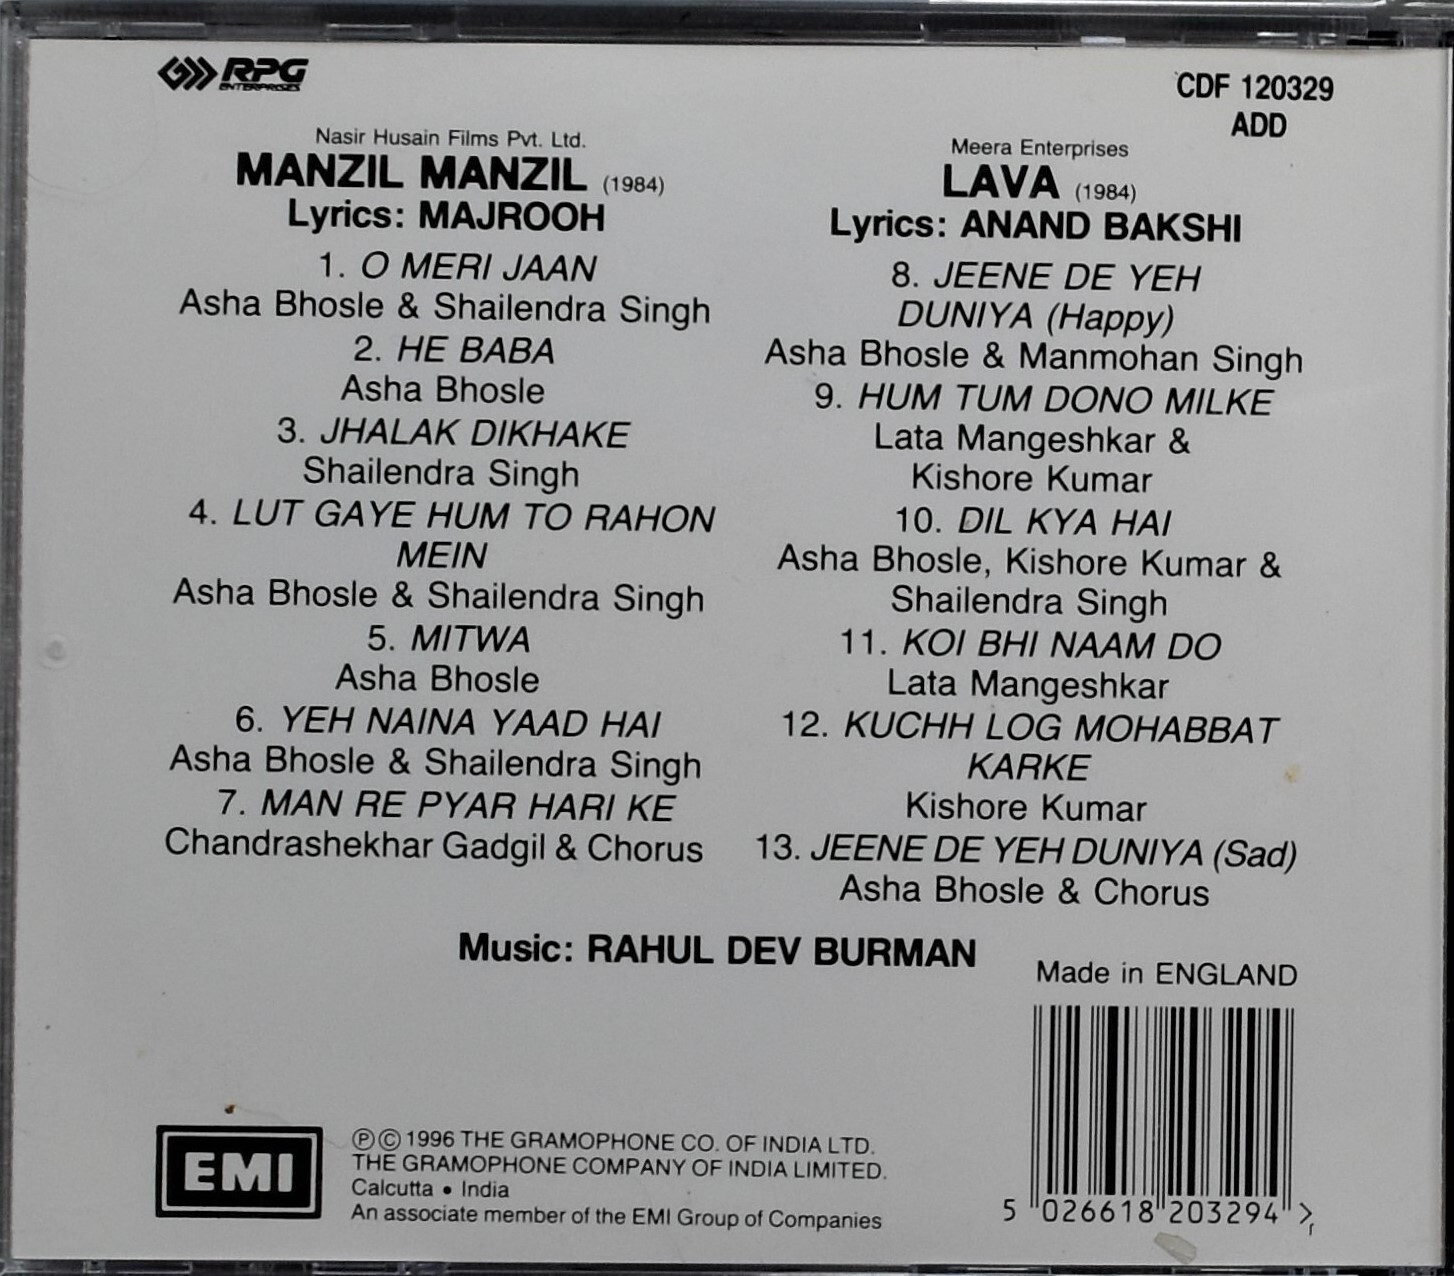 RPG
ENTERPRISES
CDF 120329
ADD
Nasir Husain Films Pvt. Ltd.
MANZIL MANZIL (1984)
Lyrics: MAJROOH
1. O MERI JAAN
Asha Bhosle & Shailendra Singh
2. HE BABA
Asha Bhosle
3. JHALAK DIKHAKE
Shailendra Singh
4. LUT GAYE HUM TO RAHON
MEIN
Asha Bhosle & Shailendra Singh
5. MITWA
Asha Bhosle
6. YEH NAINA YAAD HAI
Asha Bhosle & Shailendra Singh
7. MAN RE PYAR HARI KE
Chandrashekhar Gadgil & Chorus
Meera Enterprises
LAVA (1984)
Lyrics: ANAND BAKSHI
8. JEENE DE YEH
DUNIYA (Happy)
Asha Bhosle & Manmohan Singh
9. HUM TUM DONO MILKE
Lata Mangeshkar &
Kishore Kumar
10. DIL KYA HAI
Asha Bhosle, Kishore Kumar &
Shailendra Singh
11. KOI BHI NAAM DO
Lata Mangeshkar
12. KUCHH LOG MOHABBAT
KARKE
Kishore Kumar
13. JEENE DE YEH DUNIYA (Sad)
Asha Bhosle & Chorus
Music: RAHUL DEV BURMAN
Made in ENGLAND
EMI
Ⓟ© 1996 THE GRAMOPHONE CO. OF INDIA LTD.
THE GRAMOPHONE COMPANY OF INDIA LIMITED.
Calcutta • India
An associate member of the EMI Group of Companies
5 026618 203294 >